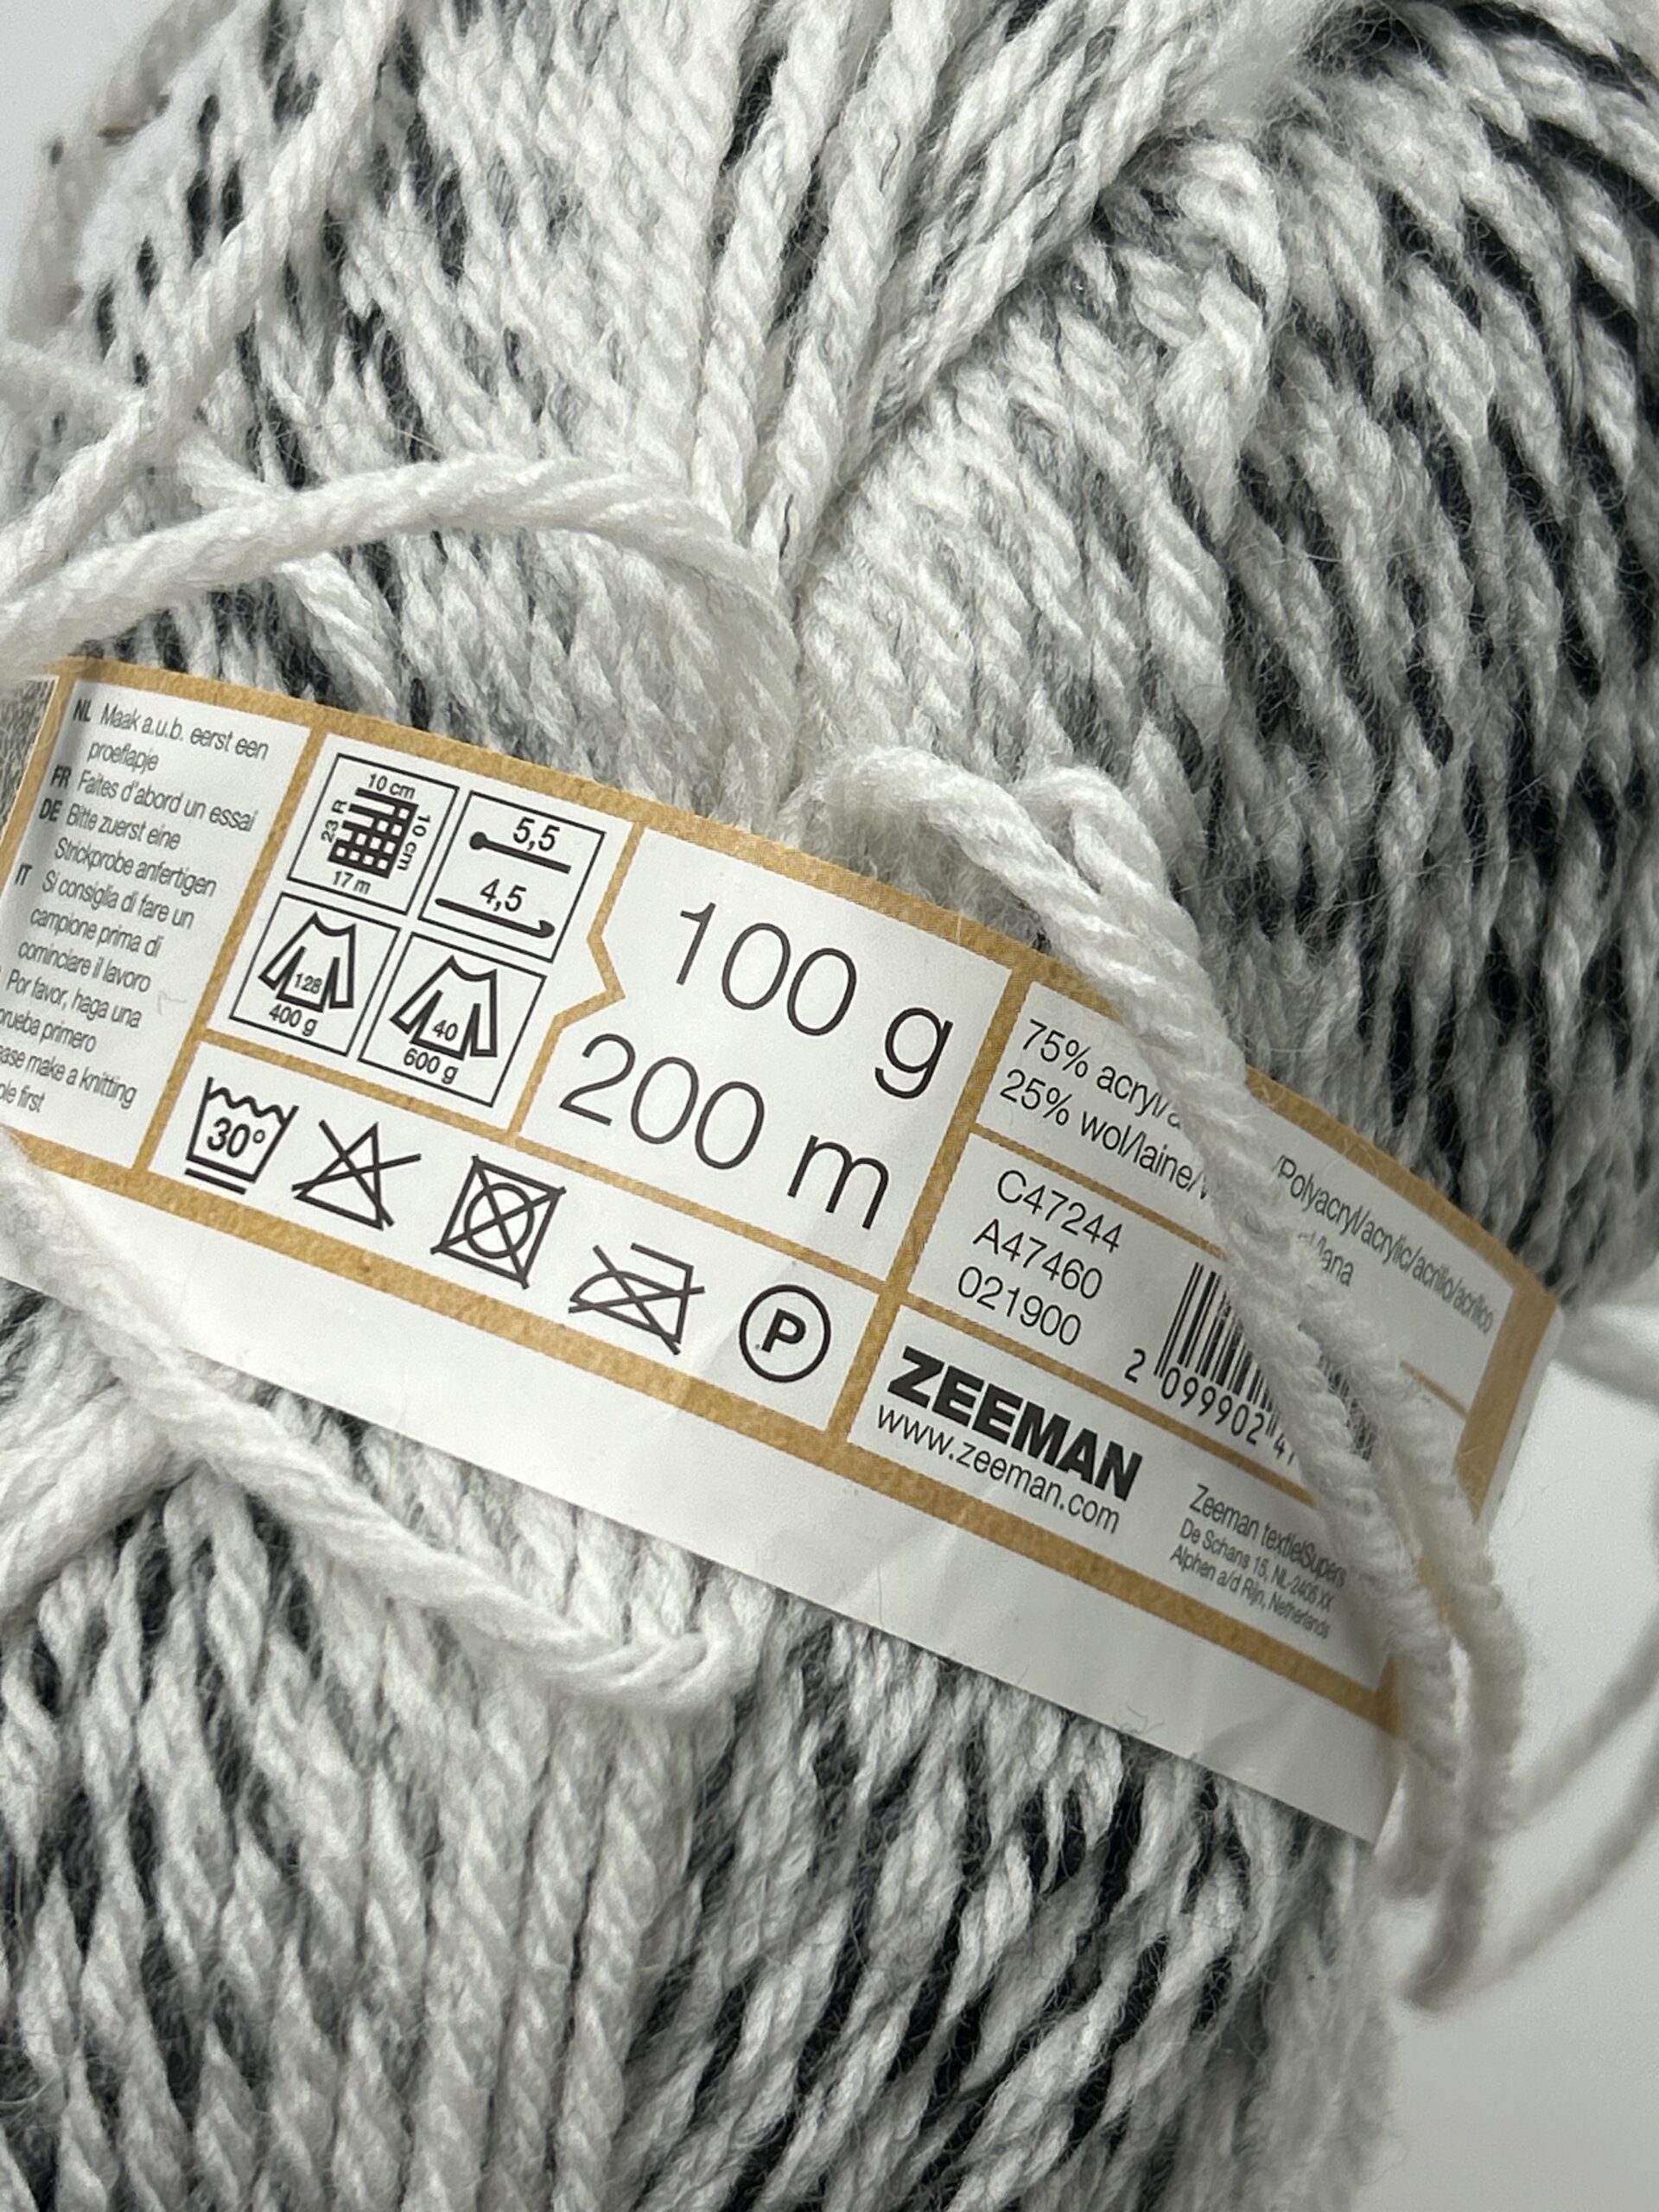 NL Maak a.u.b. eerst een
proeflapje
FR Faites d'abord un essai
DE Bitte zuerst eine
Strickprobe anfertigen
IT Si consiglia di fare un
campione prima di
cominciare il lavoro
Por favor, haga una
prueba primero
make a knitting
first
10 cm
23 R
10 cm
17 m
5,5
4,5
128
400 g
40
600 g
30°
P
100 g
200 m
75% acryl/ /Polyacryl/acrylic/acrilio/acrilico
25% wol/laine/ /lana
C47244
A47460
021900
2 099902 4
ZEEMAN
www.zeeman.com
Zeeman textielSupers
De Schans 15, NL-2405 XX
Alphen a/d Rijn, Netherlands